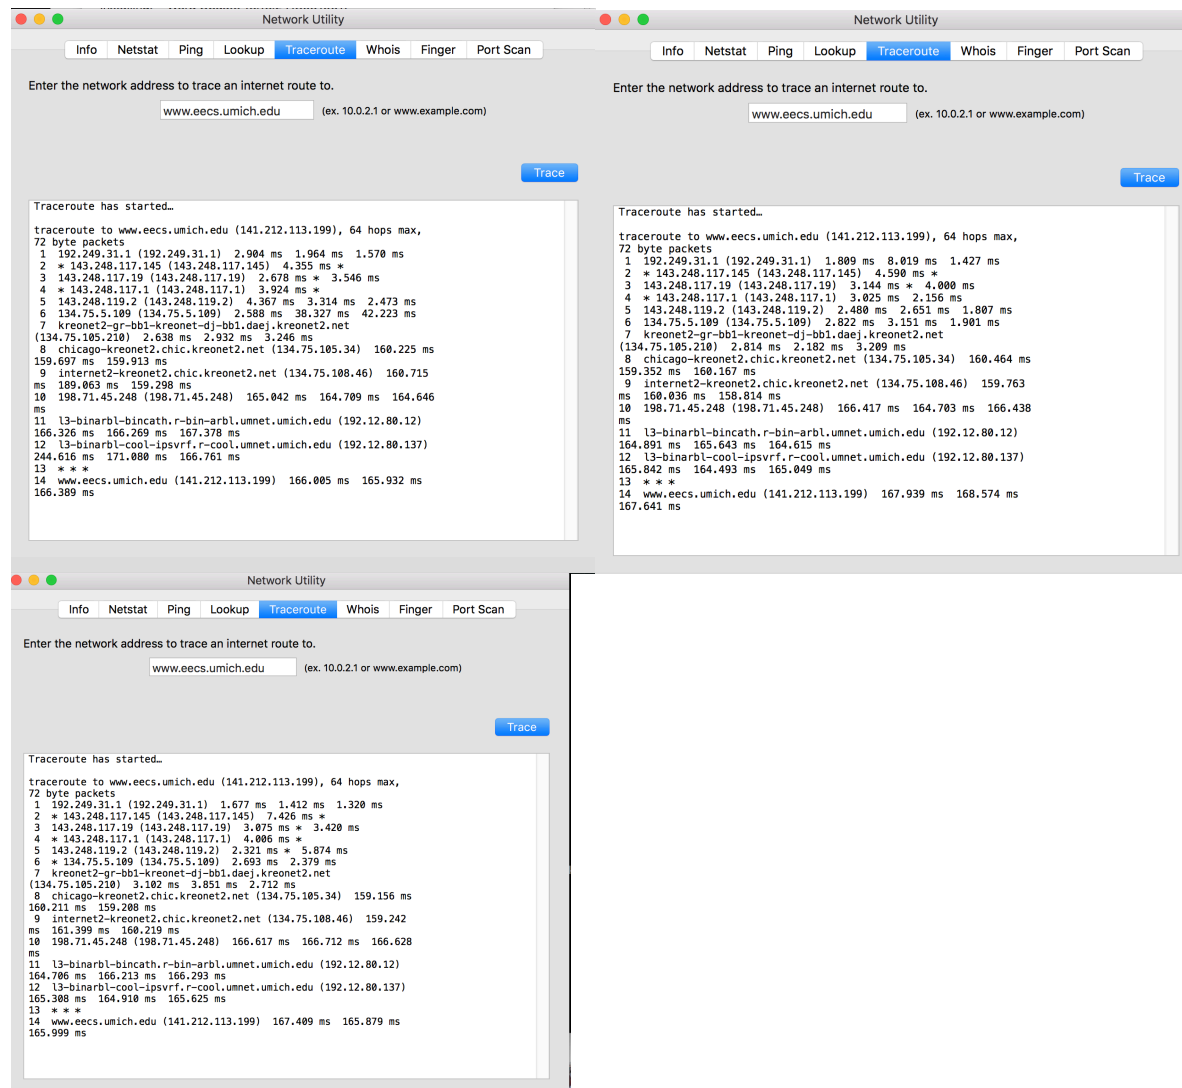 Network Utility
Info Netstat Ping Lookup Traceroute Whois Finger Port Scan
Enter the network address to trace an internet route to.
www.eecs.umich.edu (ex. 10.0.2.1 or www.example.com)
Trace
Traceroute has started…
traceroute to www.eecs.umich.edu (141.212.113.199), 64 hops max,
72 byte packets
1 192.249.31.1 (192.249.31.1) 2.904 ms 1.964 ms 1.570 ms
2 * 143.248.117.145 (143.248.117.145) 4.355 ms *
3 143.248.117.19 (143.248.117.19) 2.678 ms * 3.546 ms
4 * 143.248.117.1 (143.248.117.1) 3.924 ms *
5 143.248.119.2 (143.248.119.2) 4.367 ms 3.314 ms 2.473 ms
6 134.75.5.109 (134.75.5.109) 2.588 ms 38.327 ms 42.223 ms
7 kreonet2-gr-bb1-kreonet-dj-bb1.daej.kreonet2.net
(134.75.105.210) 2.638 ms 2.932 ms 3.246 ms
8 chicago-kreonet2.chic.kreonet2.net (134.75.105.34) 160.225 ms
159.697 ms 159.913 ms
9 internet2-kreonet2.chic.kreonet2.net (134.75.108.46) 160.715
ms 189.063 ms 159.298 ms
10 198.71.45.248 (198.71.45.248) 165.042 ms 164.709 ms 164.646
ms
11 l3-binarbl-bincath.r-bin-arbl.umnet.umich.edu (192.12.80.12)
166.326 ms 166.269 ms 167.378 ms
12 l3-binarbl-cool-ipsvrf.r-cool.umnet.umich.edu (192.12.80.137)
244.616 ms 171.080 ms 166.761 ms
13 * * *
14 www.eecs.umich.edu (141.212.113.199) 166.005 ms 165.932 ms
166.389 ms
Network Utility
Info Netstat Ping Lookup Traceroute Whois Finger Port Scan
Enter the network address to trace an internet route to.
www.eecs.umich.edu (ex. 10.0.2.1 or www.example.com)
Trace
Traceroute has started…
traceroute to www.eecs.umich.edu (141.212.113.199), 64 hops max,
72 byte packets
1 192.249.31.1 (192.249.31.1) 1.809 ms 8.019 ms 1.427 ms
2 * 143.248.117.145 (143.248.117.145) 4.590 ms *
3 143.248.117.19 (143.248.117.19) 3.144 ms * 4.000 ms
4 * 143.248.117.1 (143.248.117.1) 3.025 ms 2.156 ms
5 143.248.119.2 (143.248.119.2) 2.480 ms 2.651 ms 1.807 ms
6 134.75.5.109 (134.75.5.109) 2.822 ms 3.151 ms 1.901 ms
7 kreonet2-gr-bb1-kreonet-dj-bb1.daej.kreonet2.net
(134.75.105.210) 2.814 ms 2.182 ms 3.209 ms
8 chicago-kreonet2.chic.kreonet2.net (134.75.105.34) 160.464 ms
159.352 ms 160.167 ms
9 internet2-kreonet2.chic.kreonet2.net (134.75.108.46) 159.763
ms 160.036 ms 158.814 ms
10 198.71.45.248 (198.71.45.248) 166.417 ms 164.703 ms 166.438
ms
11 l3-binarbl-bincath.r-bin-arbl.umnet.umich.edu (192.12.80.12)
164.891 ms 165.643 ms 164.615 ms
12 l3-binarbl-cool-ipsvrf.r-cool.umnet.umich.edu (192.12.80.137)
165.842 ms 164.493 ms 165.049 ms
13 * * *
14 www.eecs.umich.edu (141.212.113.199) 167.939 ms 168.574 ms
167.641 ms
Network Utility
Info Netstat Ping Lookup Traceroute Whois Finger Port Scan
Enter the network address to trace an internet route to.
www.eecs.umich.edu (ex. 10.0.2.1 or www.example.com)
Trace
Traceroute has started…
traceroute to www.eecs.umich.edu (141.212.113.199), 64 hops max,
72 byte packets
1 192.249.31.1 (192.249.31.1) 1.677 ms 1.412 ms 1.320 ms
2 * 143.248.117.145 (143.248.117.145) 7.426 ms *
3 143.248.117.19 (143.248.117.19) 3.075 ms * 3.420 ms
4 * 143.248.117.1 (143.248.117.1) 4.006 ms *
5 143.248.119.2 (143.248.119.2) 2.321 ms * 5.874 ms
6 * 134.75.5.109 (134.75.5.109) 2.693 ms 2.379 ms
7 kreonet2-gr-bb1-kreonet-dj-bb1.daej.kreonet2.net
(134.75.105.210) 3.102 ms 3.851 ms 2.712 ms
8 chicago-kreonet2.chic.kreonet2.net (134.75.105.34) 159.156 ms
160.211 ms 159.208 ms
9 internet2-kreonet2.chic.kreonet2.net (134.75.108.46) 159.242
ms 161.399 ms 160.219 ms
10 198.71.45.248 (198.71.45.248) 166.617 ms 166.712 ms 166.628
ms
11 l3-binarbl-bincath.r-bin-arbl.umnet.umich.edu (192.12.80.12)
164.706 ms 166.213 ms 166.293 ms
12 l3-binarbl-cool-ipsvrf.r-cool.umnet.umich.edu (192.12.80.137)
165.308 ms 164.910 ms 165.625 ms
13 * * *
14 www.eecs.umich.edu (141.212.113.199) 167.409 ms 165.879 ms
165.999 ms